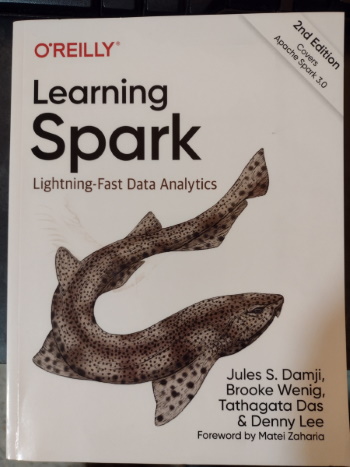 O'REILLY®
2nd Edition
Covers
Apache Spark 3.0
Learning
Spark
Lightning-Fast Data Analytics
Jules S. Damji,
Brooke Wenig,
Tathagata Das
& Denny Lee
Foreword by Matei Zaharia